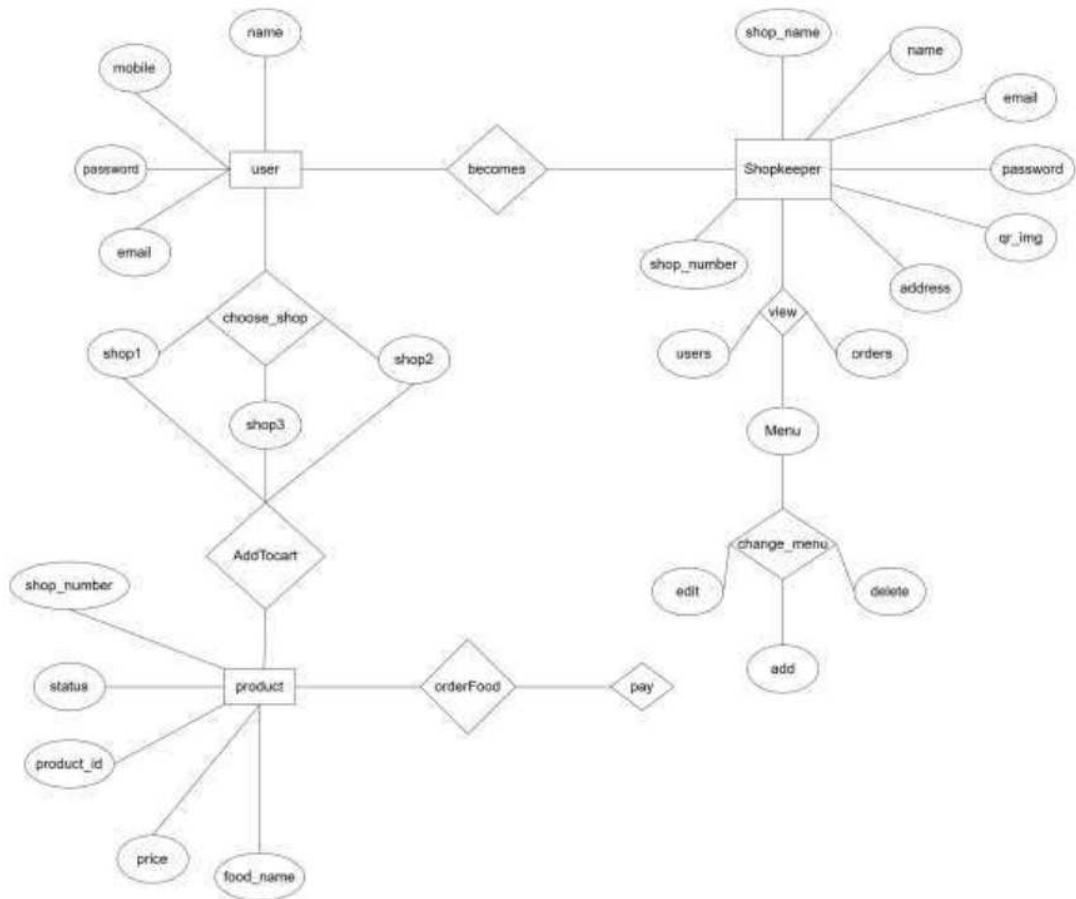 name
shop_name
name
mobile
email
password
user
becomes
Shopkeeper
password
email
shop_number
qr_img
address
choose_shop
view
shop1
shop2
users
orders
shop3
Menu
AddTocart
change_menu
shop_number
edit
delete
add
status
product
orderFood
pay
product_id
price
food_name